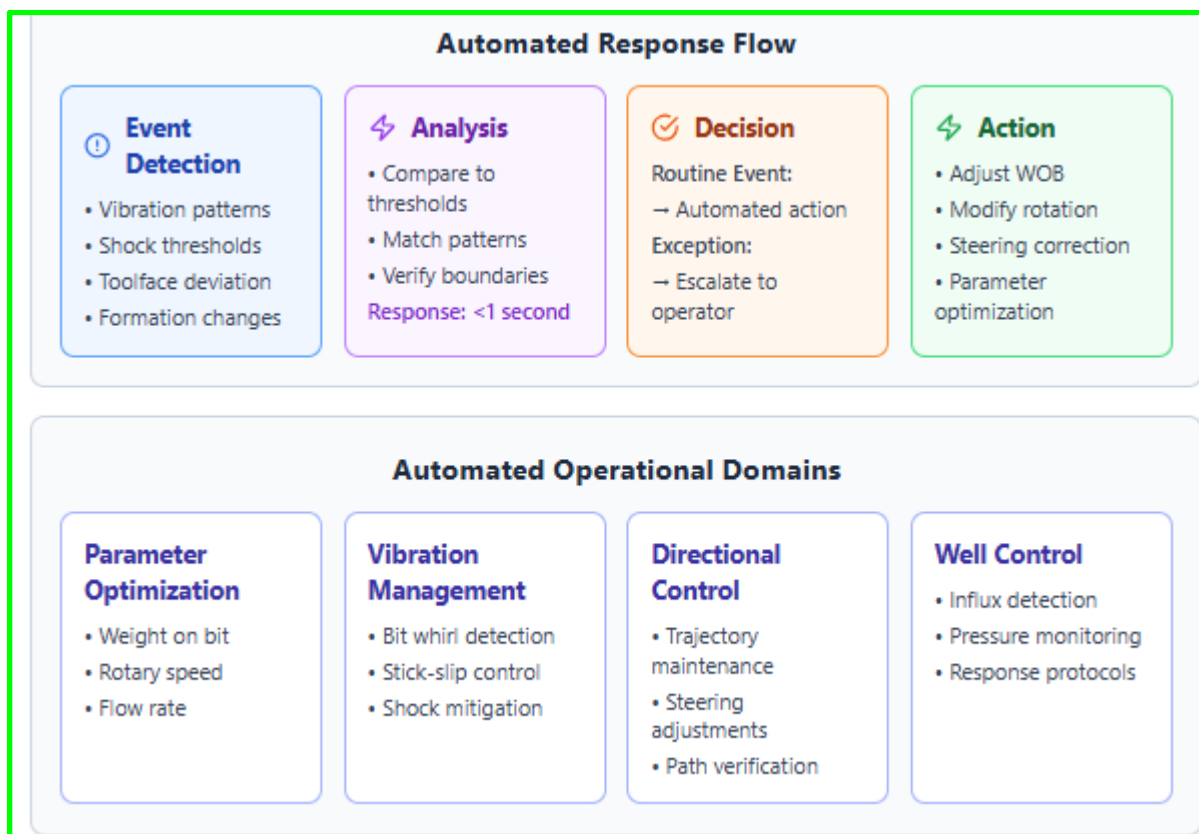 Automated Response Flow
Event
Detection
• Vibration patterns
• Shock thresholds
• Toolface deviation
• Formation changes
Analysis
• Compare to
thresholds
• Match patterns
• Verify boundaries
Response: <1 second
Decision
Routine Event:
→ Automated action
Exception:
→ Escalate to
operator
Action
• Adjust WOB
• Modify rotation
• Steering correction
• Parameter
optimization
Automated Operational Domains
Parameter
Optimization
• Weight on bit
• Rotary speed
• Flow rate
Vibration
Management
• Bit whirl detection
• Stick-slip control
• Shock mitigation
Directional
Control
• Trajectory
maintenance
• Steering
adjustments
• Path verification
Well Control
• Influx detection
• Pressure monitoring
• Response protocols